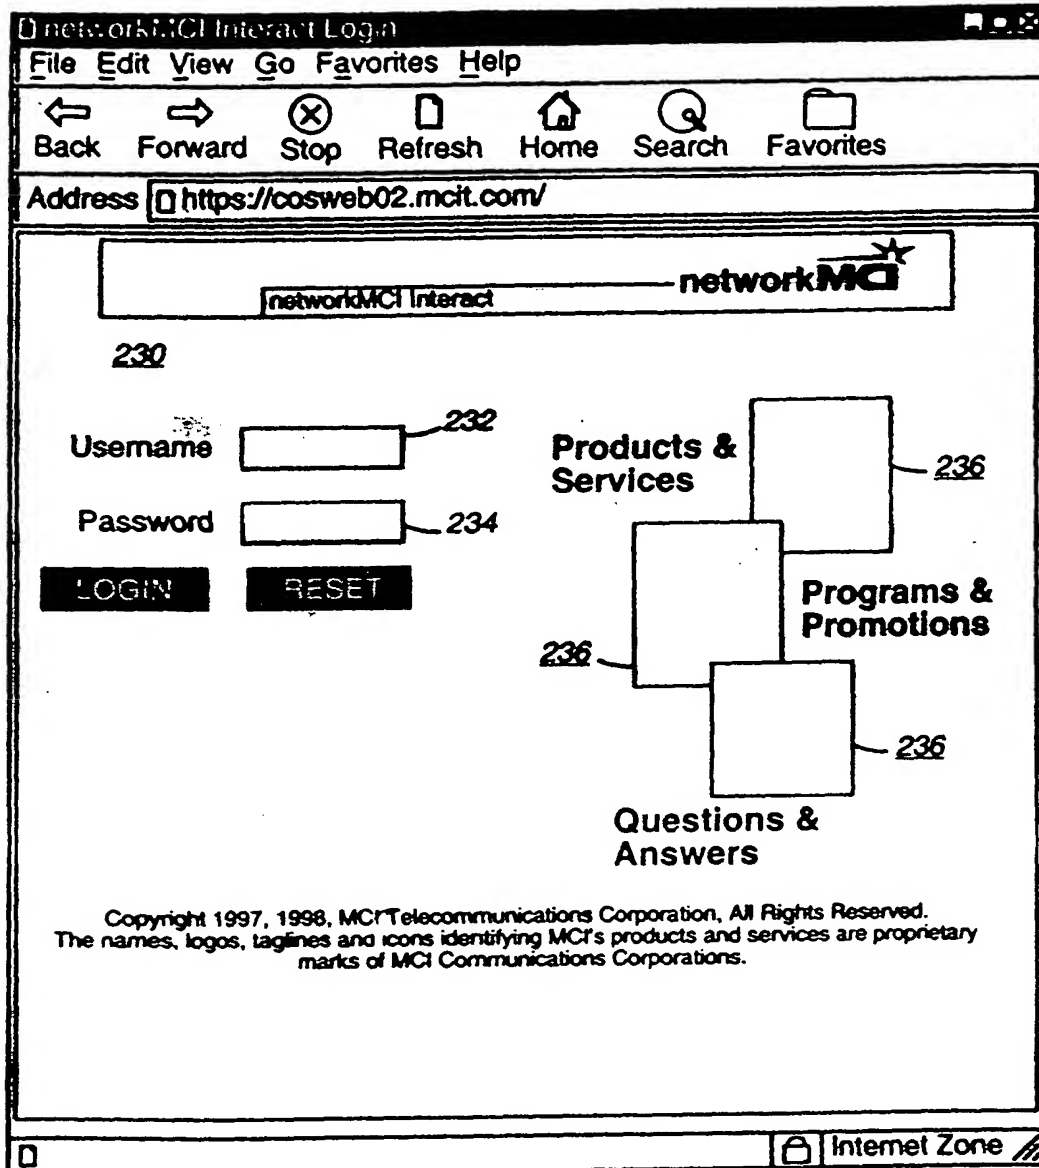 networkMCI Interact Login
File Edit View Go Favorites Help
Back Forward Stop Refresh Home Search Favorites
Address https://cosweb02.mcit.com/
networkMCI
networkMCI Interact
230
Username 232
Password 234
LOGIN RESET
Products &
Services
236
Programs &
Promotions
236
236
Questions &
Answers
Copyright 1997, 1998, MCI Telecommunications Corporation, All Rights Reserved.
The names, logos, taglines and icons identifying MCI's products and services are proprietary
marks of MCI Communications Corporations.
Internet Zone